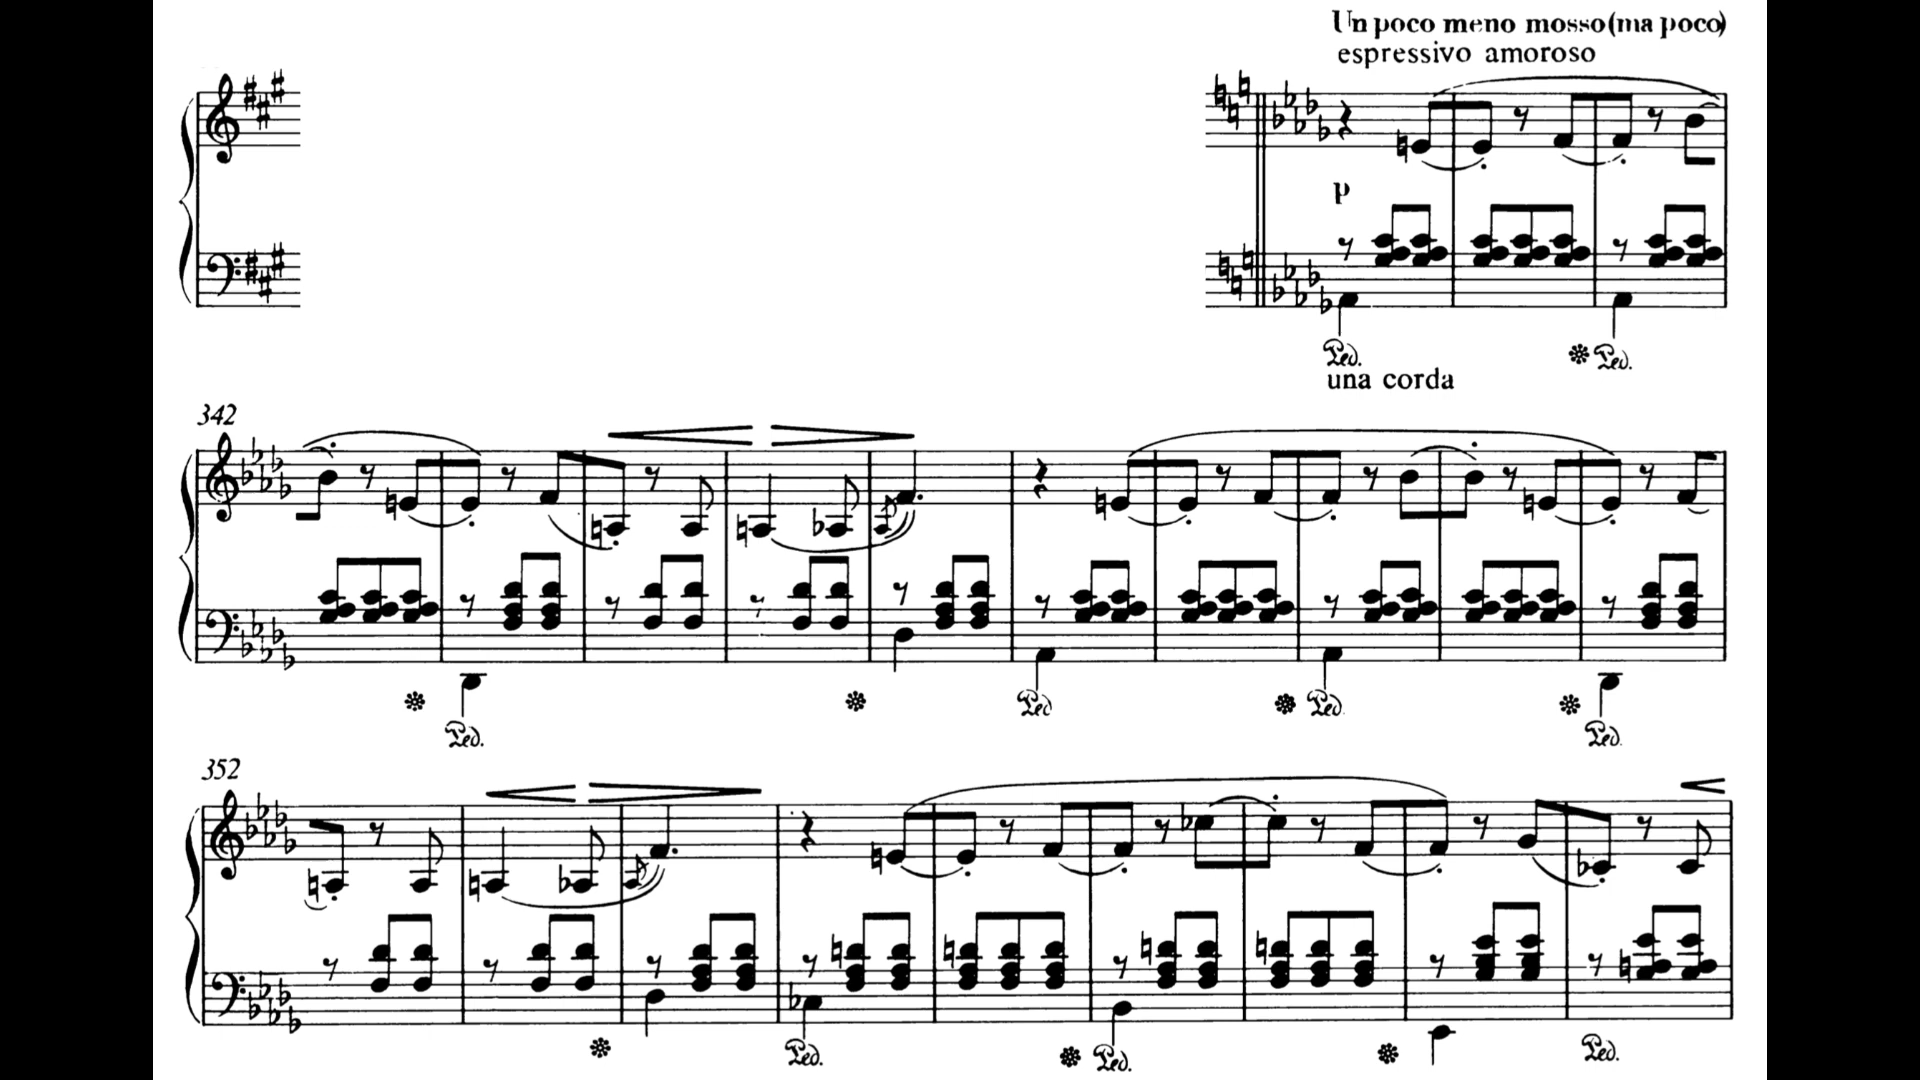 Un poco meno mosso (ma poco)
espressivo amoroso
p
Ped. Ped.
una corda
342
Ped. Ped Ped. Ped.
352
Ped. Ped. Ped.